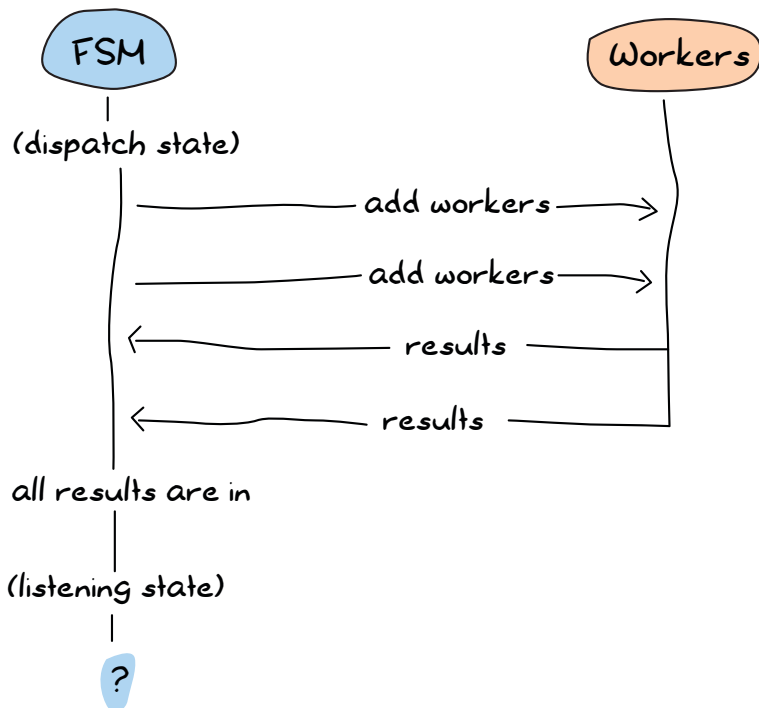 FSM
Workers
(dispatch state)
add workers
add workers
results
results
all results are in
(listening state)
?